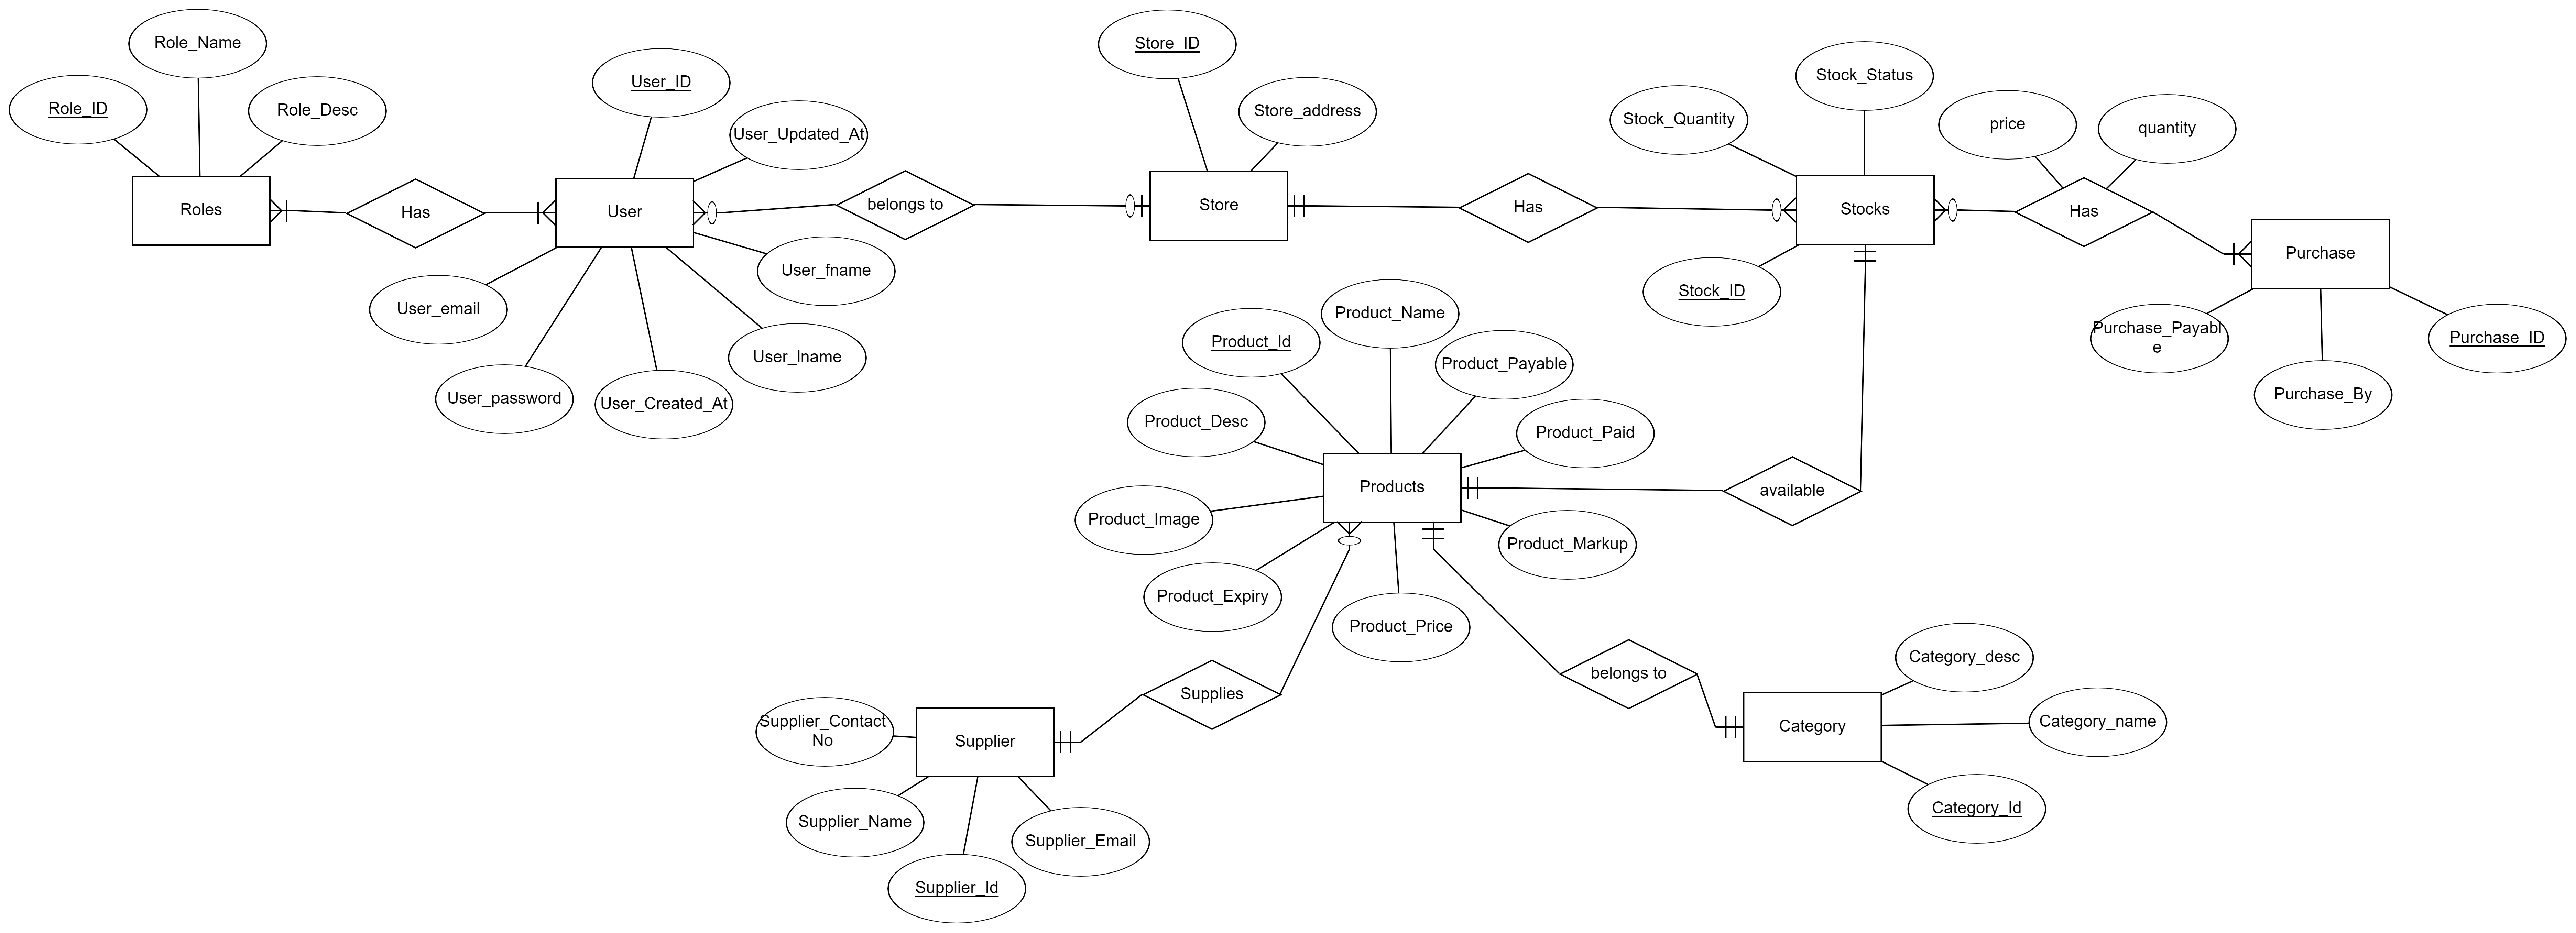 Role_Name
Role_ID
Role_Desc
Roles
Has
User_ID
User_Updated_At
User
User_fname
User_email
User_lname
User_password
User_Created_At
belongs to
Store_ID
Store_address
Store
Has
Stock_Status
Stock_Quantity
Stocks
Stock_ID
price
quantity
Has
Purchase
Purchase_Payabl
e
Purchase_By
Purchase_ID
Product_Name
Product_Id
Product_Payable
Product_Desc
Product_Paid
Products
available
Product_Image
Product_Markup
Product_Expiry
Product_Price
Supplies
belongs to
Category_desc
Category
Category_name
Category_Id
Supplier_Contact
No
Supplier
Supplier_Name
Supplier_Email
Supplier_Id